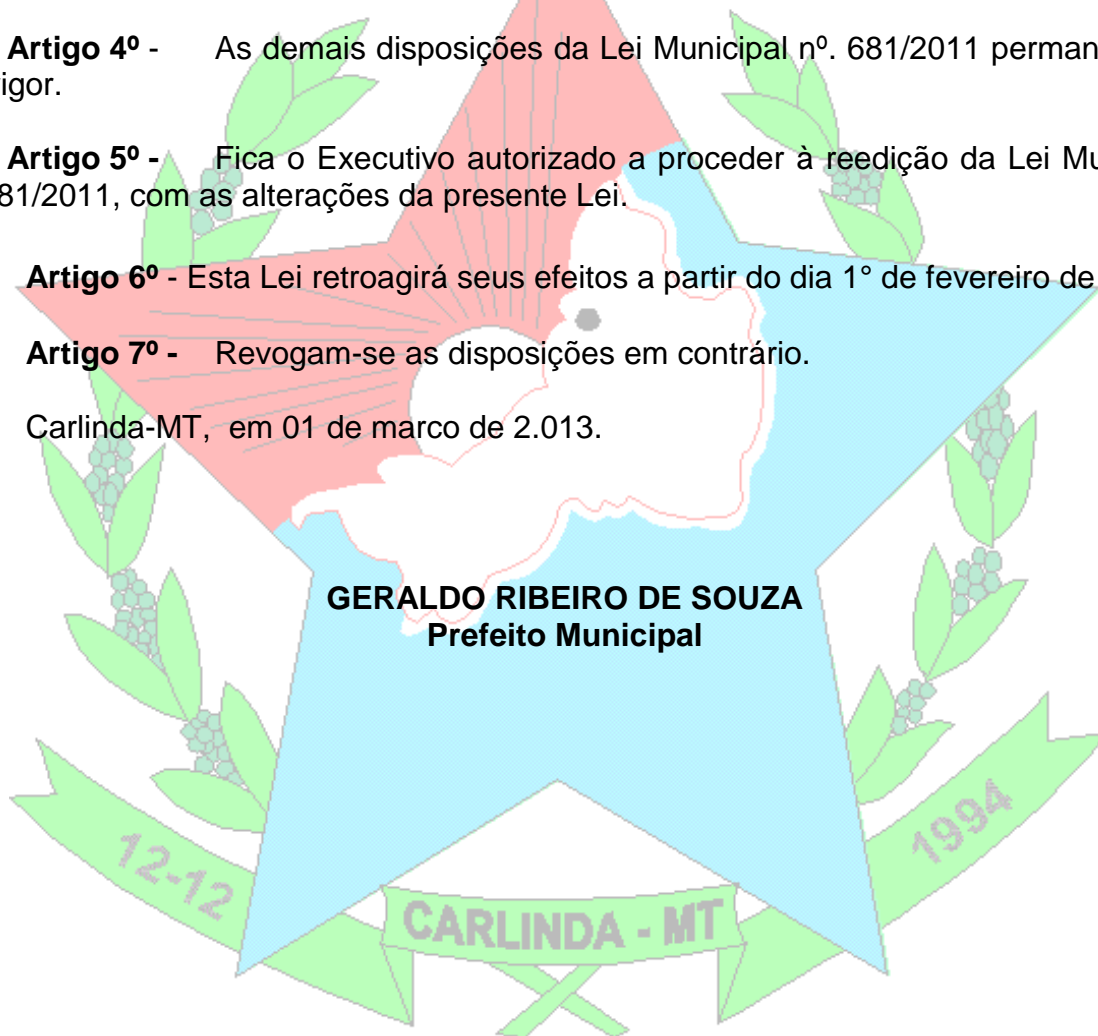 Artigo 4º - As demais disposições da Lei Municipal nº. 681/2011 perman
igor.
Artigo 5º - Fica o Executivo autorizado a proceder à reedição da Lei Mu
81/2011, com as alterações da presente Lei.
Artigo 6º - Esta Lei retroagirá seus efeitos a partir do dia 1° de fevereiro de
Artigo 7º - Revogam-se as disposições em contrário.
Carlinda-MT, em 01 de marco de 2.013.
GERALDO RIBEIRO DE SOUZA
Prefeito Municipal
12-12
CARLINDA - MT
1994